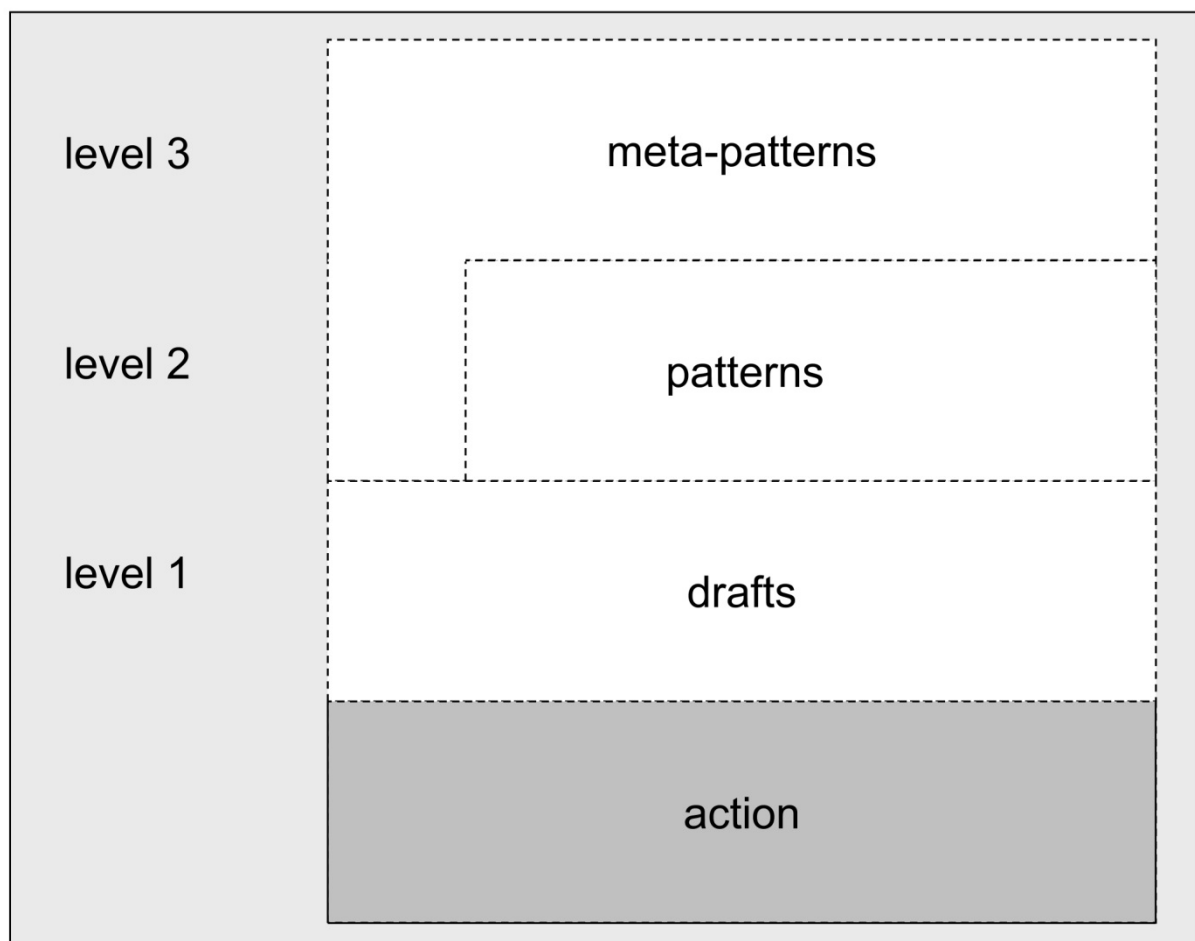 level 3
meta-patterns
level 2
patterns
level 1
drafts
action